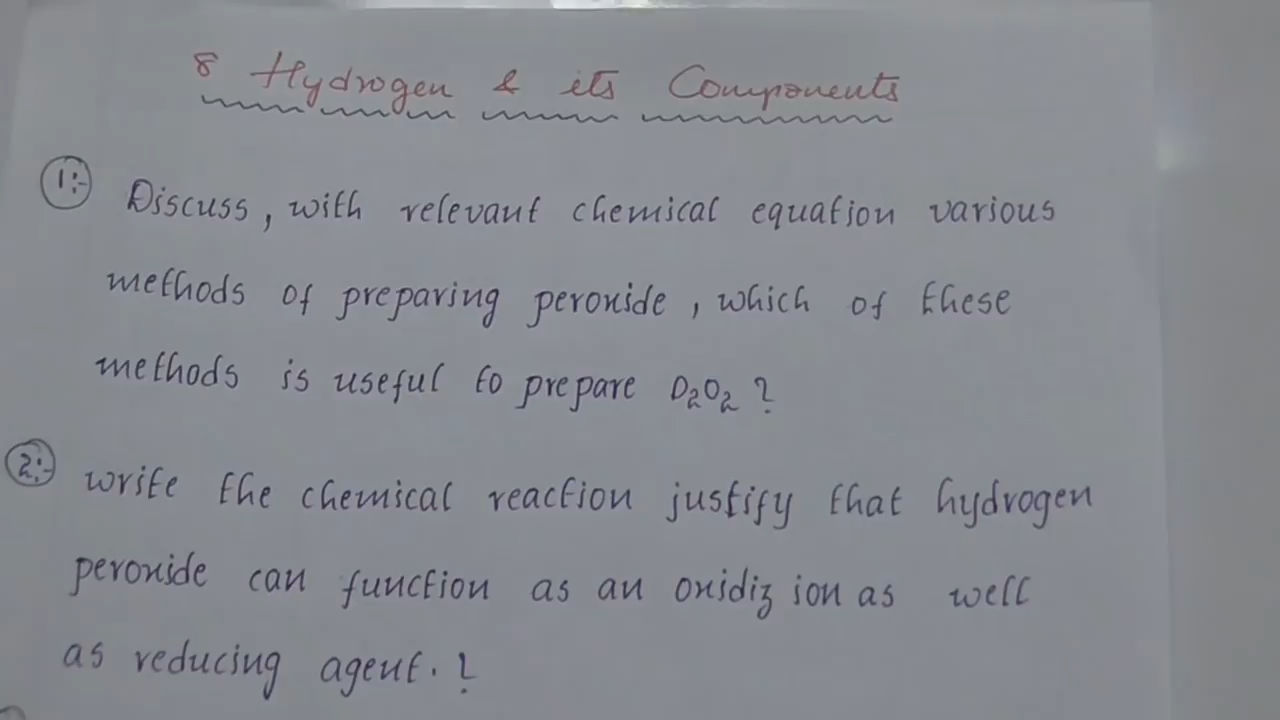 8 Hydrogen & its Components
1:- Discuss, with relevant chemical equation various
methods of preparing peroxide, which of these
methods is useful to prepare D₂O₂ ?
2:- write the chemical reaction justify that hydrogen
peroxide can function as an oxidiz ion as well
as reducing agent. ?